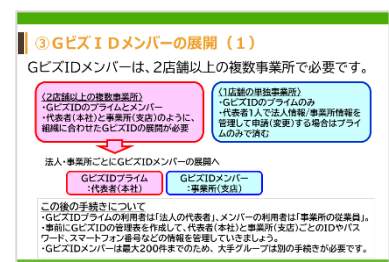 ③GビズＩＤメンバーの展開（１）
GビズIDメンバーは、2店舗以上の複数事業所で必要です。
〈2店舗以上の複数事業所〉
・GビズIDのプライムとメンバー
・代表者(本社)と事業所(支店)のように、
組織に合わせたGビズIDの展開が必要
〈1店舗の単独事業所〉
・GビズIDのプライムのみ
・代表者1人で法人情報/事業所情報を
管理して申請(変更)する場合はプライ
ムのみで済む
法人・事業所ごとにGビズIDメンバーの展開へ
GビズIDプライム
：代表者(本社)
GビズIDメンバー
：事業所(支店)
この後の手続きについて
・GビズIDプライムの利用者は「法人の代表者」、メンバーの利用者は「事業所の従業員」。
・事前にGビズIDの管理表を作成して、代表者(本社)と事業所(支店)ごとのIDやパス
ワード、スマートフォン番号などの情報を管理していきましょう。
・GビズIDメンバーは最大200件までのため、大手グループは別の手続きが必要です。